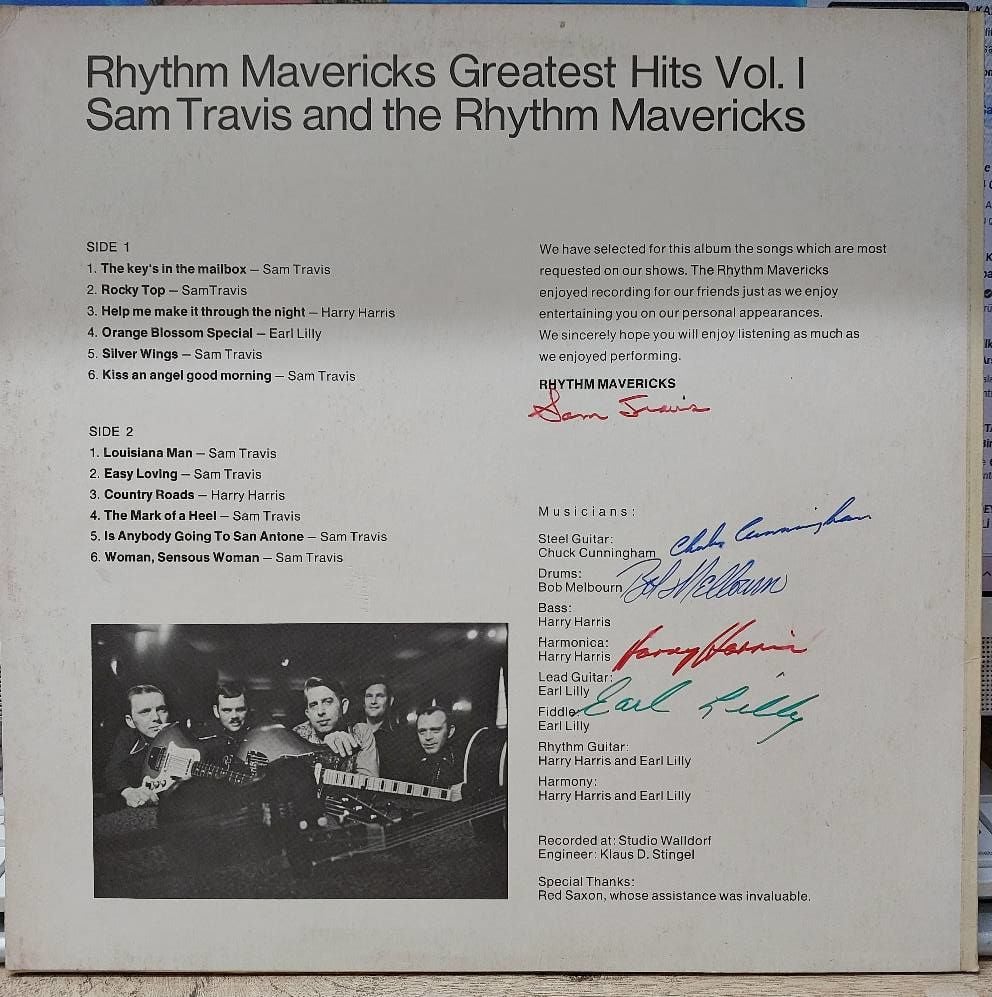 Rhythm Mavericks Greatest Hits Vol. I
Sam Travis and the Rhythm Mavericks
SIDE 1
1. The key's in the mailbox — Sam Travis
2. Rocky Top — SamTravis
3. Help me make it through the night — Harry Harris
4. Orange Blossom Special — Earl Lilly
5. Silver Wings — Sam Travis
6. Kiss an angel good morning — Sam Travis
SIDE 2
1. Louisiana Man — Sam Travis
2. Easy Loving — Sam Travis
3. Country Roads — Harry Harris
4. The Mark of a Heel — Sam Travis
5. Is Anybody Going To San Antone — Sam Travis
6. Woman, Sensous Woman — Sam Travis
We have selected for this album the songs which are most
requested on our shows. The Rhythm Mavericks
enjoyed recording for our friends just as we enjoy
entertaining you on our personal appearances.
We sincerely hope you will enjoy listening as much as
we enjoyed performing.
RHYTHM MAVERICKS
Sam Travis
Musicians:
Steel Guitar:
Chuck Cunningham Chuck Cunningham
Drums:
Bob Melbourn Bob Melbourn
Bass:
Harry Harris
Harmonica:
Harry Harris Harry Harris
Lead Guitar:
Earl Lilly
Fiddle: Earl Lilly
Earl Lilly
Rhythm Guitar:
Harry Harris and Earl Lilly
Harmony:
Harry Harris and Earl Lilly
Recorded at: Studio Walldorf
Engineer: Klaus D. Stingel
Special Thanks:
Red Saxon, whose assistance was invaluable.